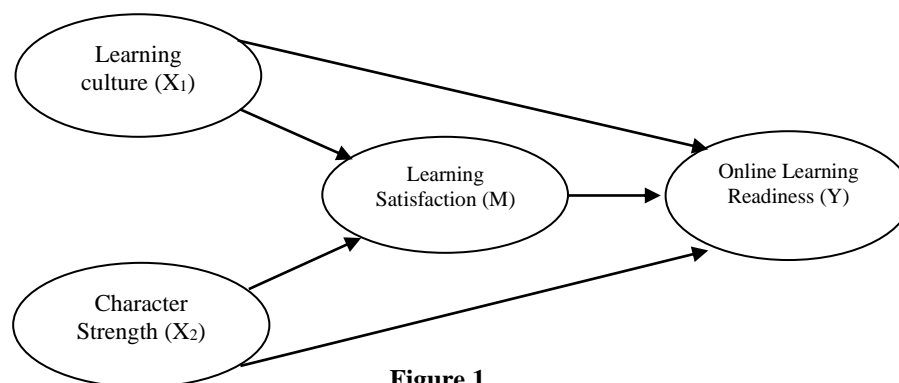 Learning
culture (X₁)
Learning
Satisfaction (M)
Online Learning
Readiness (Y)
Character
Strength (X₂)
Figure 1